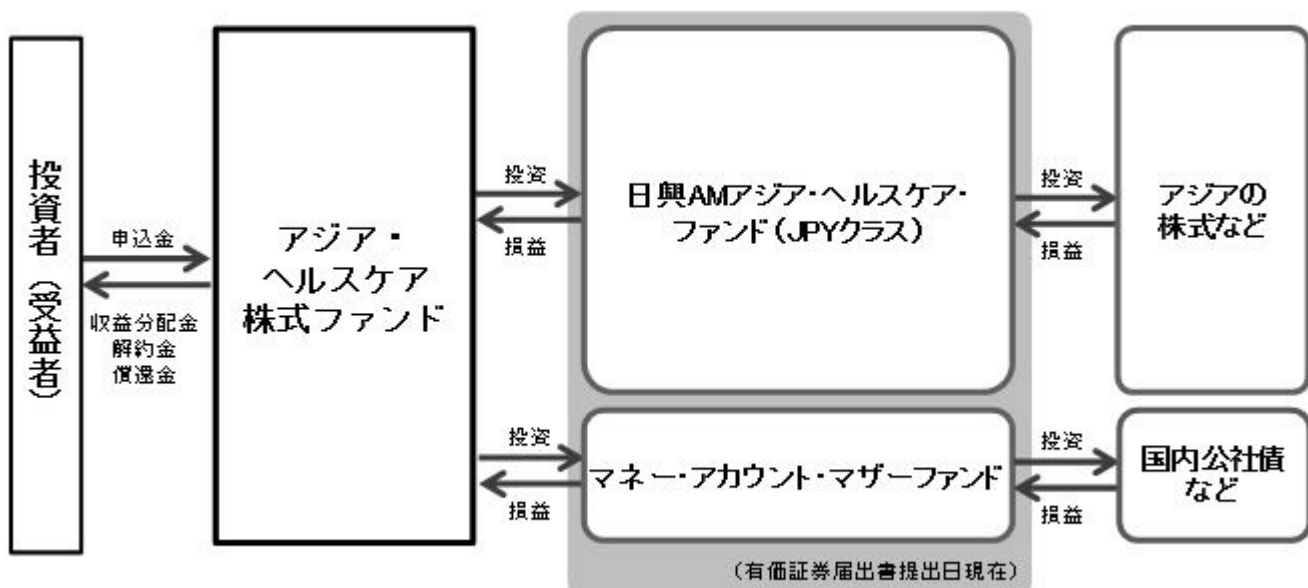 投資者（受益者）
申込金
収益分配金
解約金
償還金
アジア・
ヘルスケア
株式ファンド
投資
損益
日興AMアジア・ヘルスケア・
ファンド（JPYクラス）
投資
損益
アジアの
株式など
投資
損益
マネー・アカウント・マザーファンド
投資
損益
国内公社債
など
（有価証券届出書提出日現在）